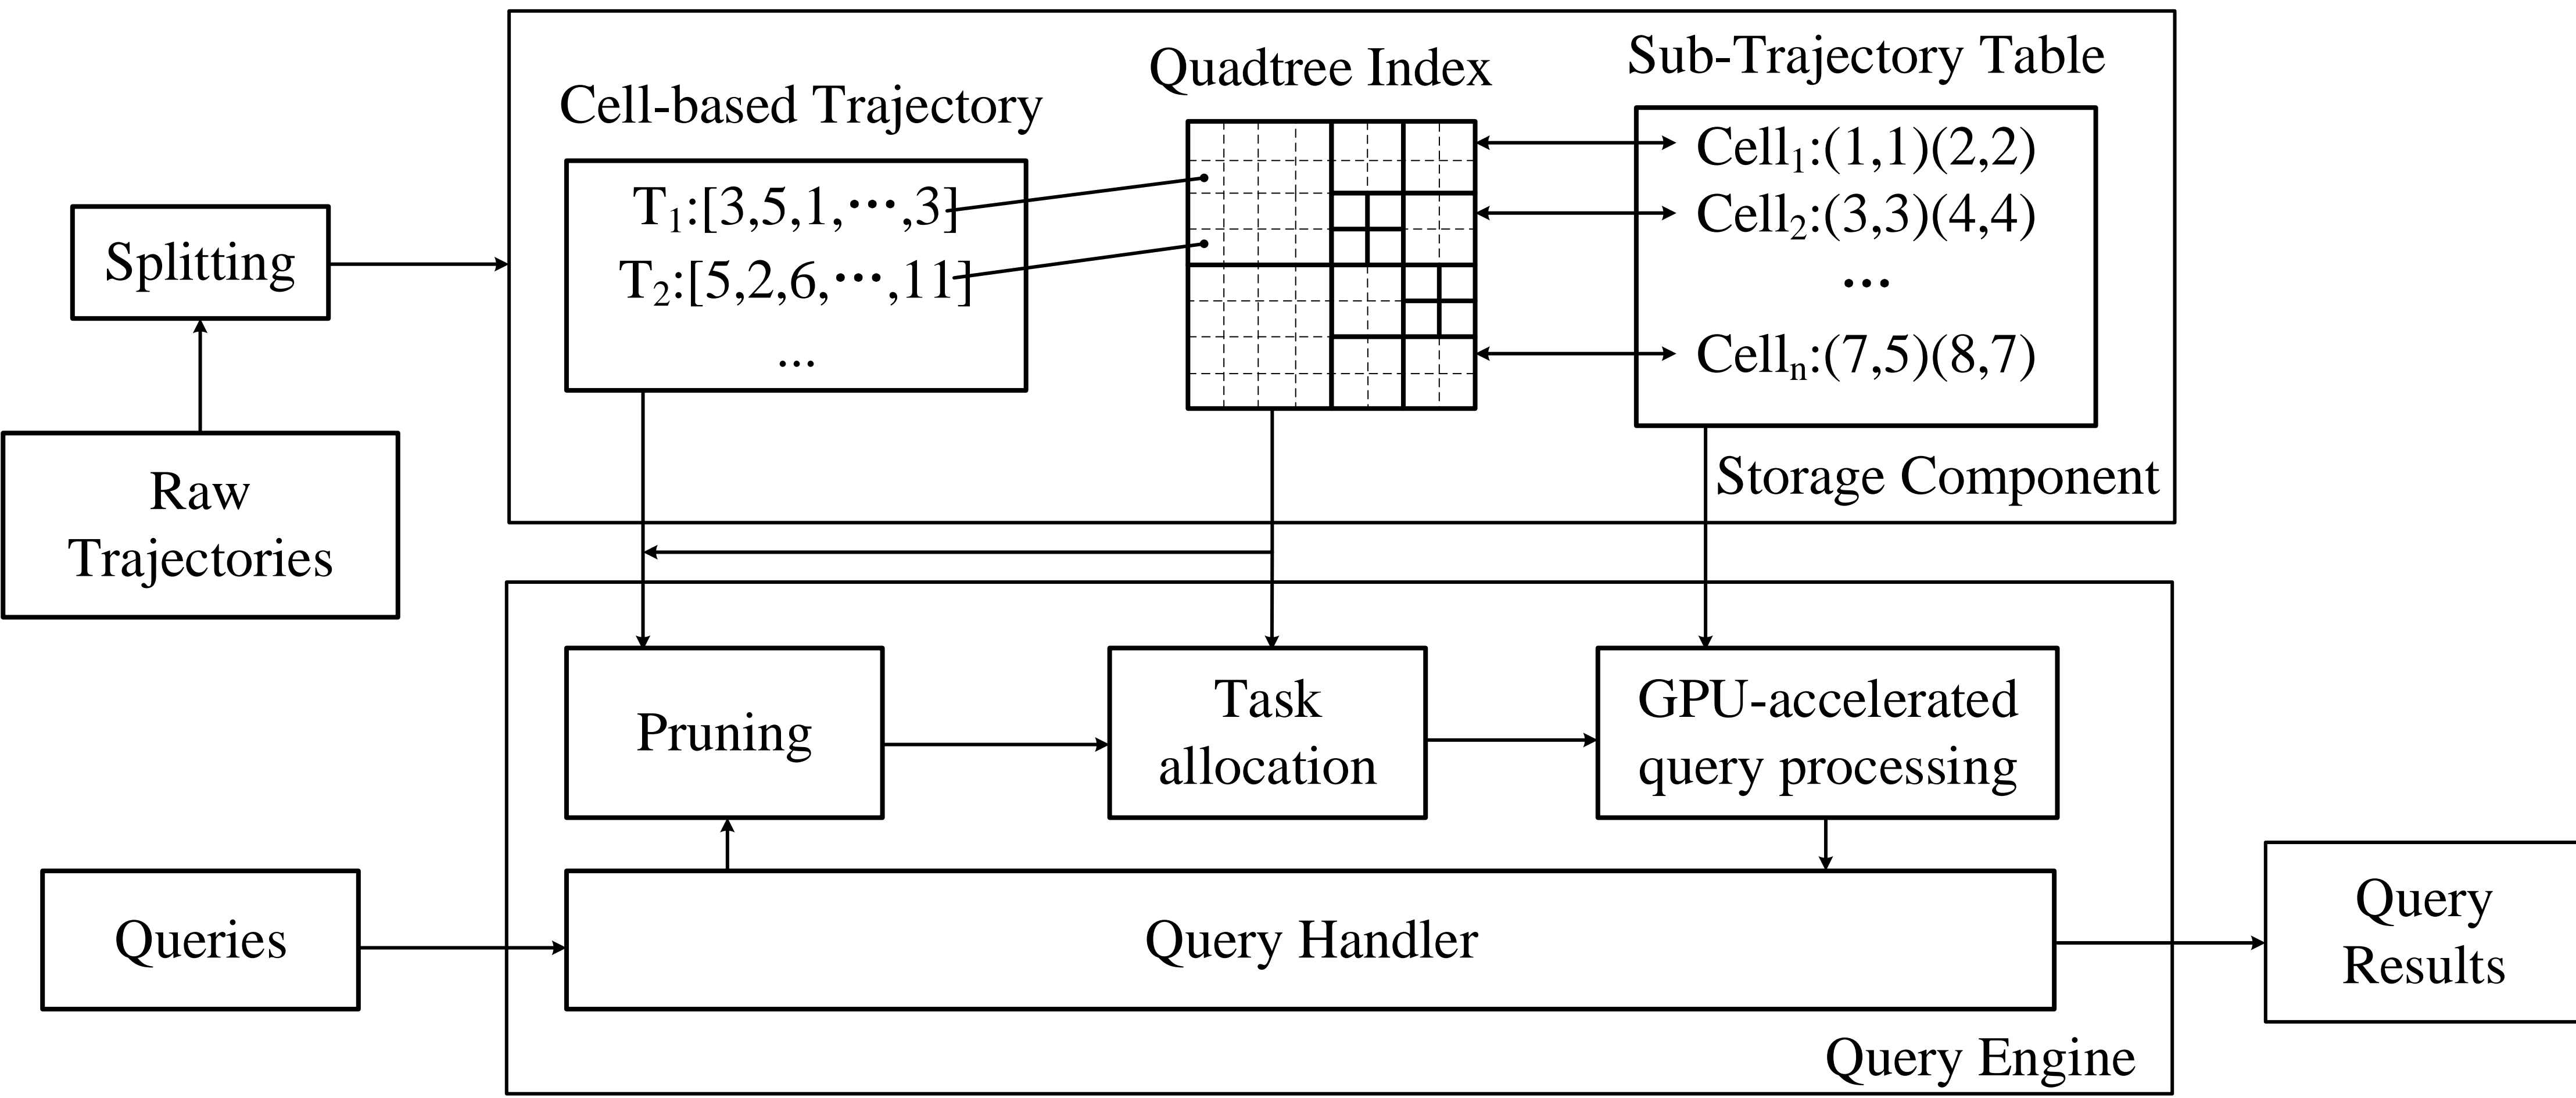 Cell-based Trajectory
T₁:[3,5,1,⋯,3]
T₂:[5,2,6,⋯,11]
...
Quadtree Index
Sub-Trajectory Table
Cell₁:(1,1)(2,2)
Cell₂:(3,3)(4,4)
...
Cellₙ:(7,5)(8,7)
Storage Component
Splitting
Raw
Trajectories
Pruning
Task
allocation
GPU-accelerated
query processing
Queries
Query Handler
Query Engine
Query
Results